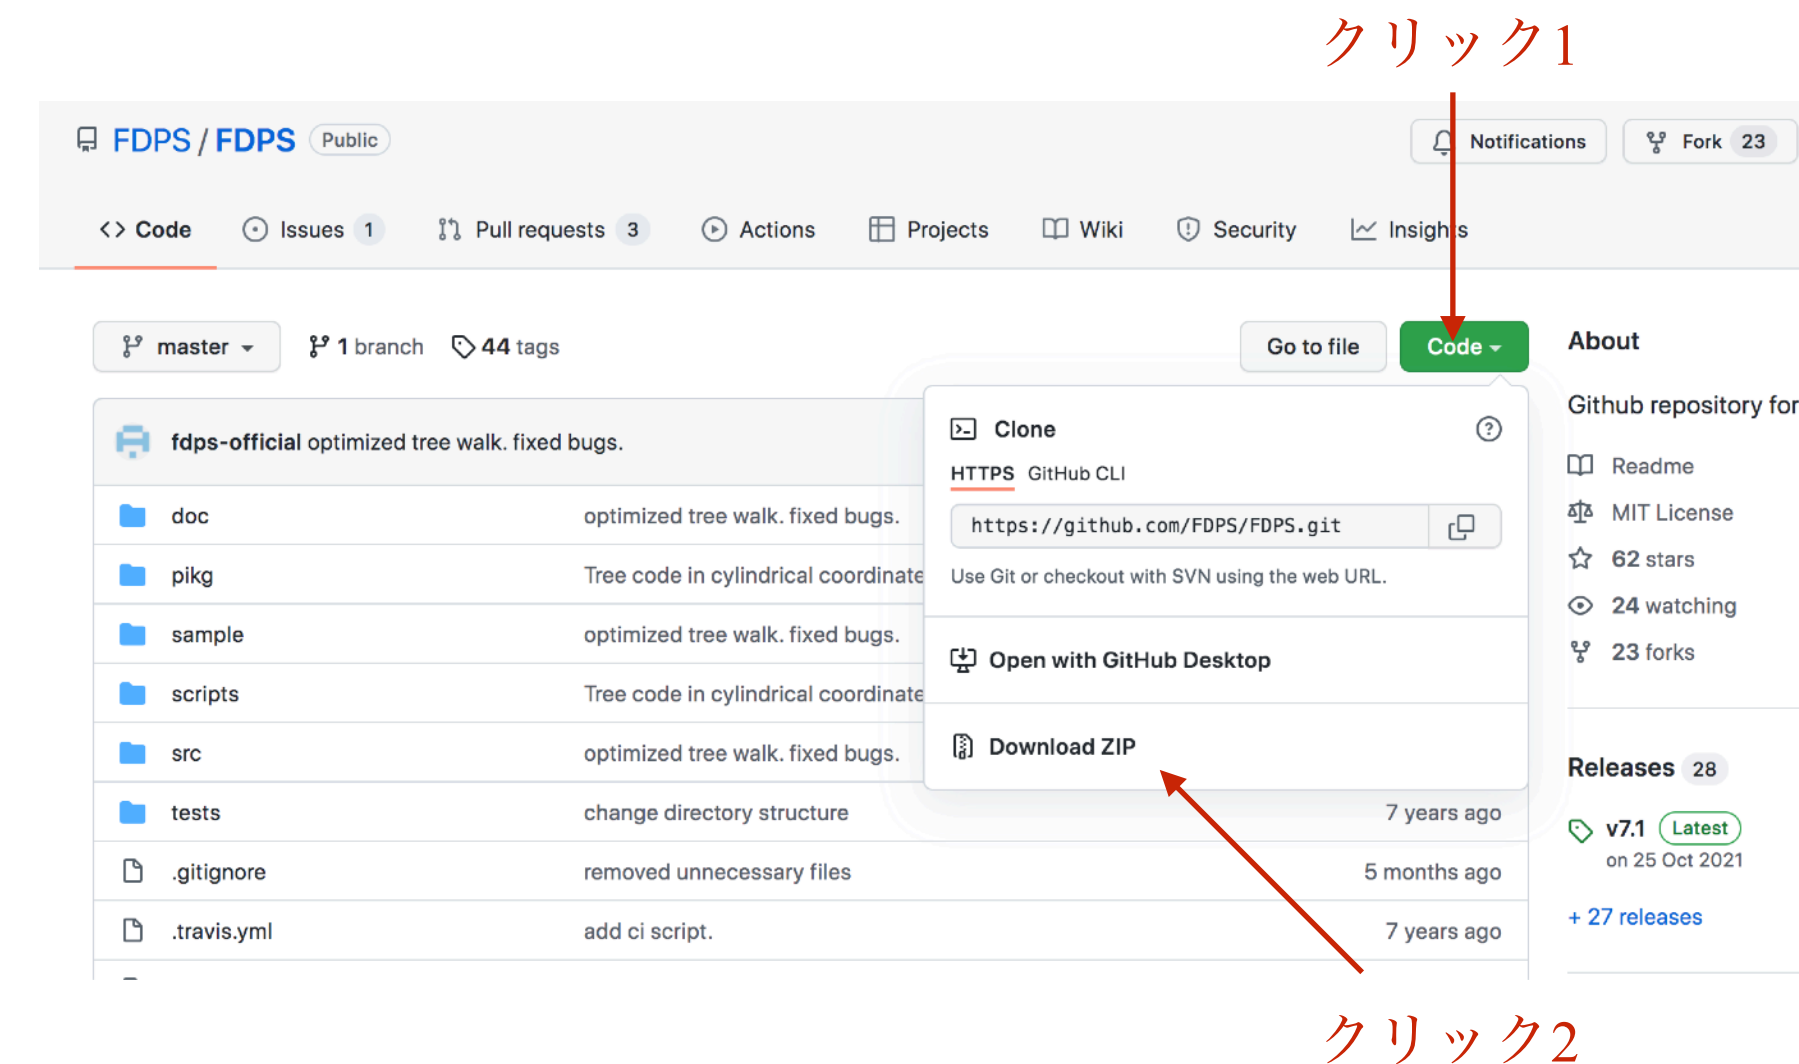 クリック1
FDPS / FDPS Public
Notifications
Fork 23
Code
Issues 1
Pull requests 3
Actions
Projects
Wiki
Security
Insights
master
1 branch
44 tags
Go to file
Code
fdps-official optimized tree walk. fixed bugs.
doc optimized tree walk. fixed bugs.
pikg Tree code in cylindrical coordinate
sample optimized tree walk. fixed bugs.
scripts Tree code in cylindrical coordinate
src optimized tree walk. fixed bugs.
tests change directory structure 7 years ago
.gitignore removed unnecessary files 5 months ago
.travis.yml add ci script. 7 years ago
Clone
HTTPS GitHub CLI
https://github.com/FDPS/FDPS.git
Use Git or checkout with SVN using the web URL.
Open with GitHub Desktop
Download ZIP
About
Github repository for
Readme
MIT License
62 stars
24 watching
23 forks
Releases 28
v7.1 Latest
on 25 Oct 2021
+ 27 releases
クリック2